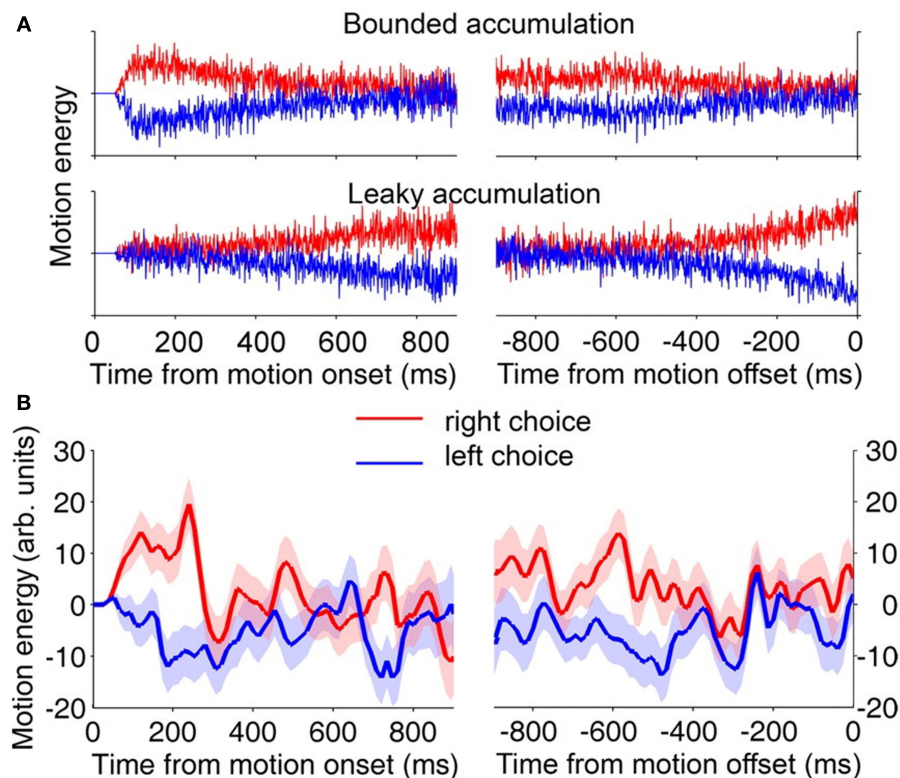 A
Bounded accumulation
Motion energy
Leaky accumulation
0 200 400 600 800 -800 -600 -400 -200 0
Time from motion onset (ms) Time from motion offset (ms)
B
right choice
left choice
Motion energy (arb. units)
30 30
20 20
10 10
0 0
-10 -10
-20 -20
0 200 400 600 800 -800 -600 -400 -200 0
Time from motion onset (ms) Time from motion offset (ms)